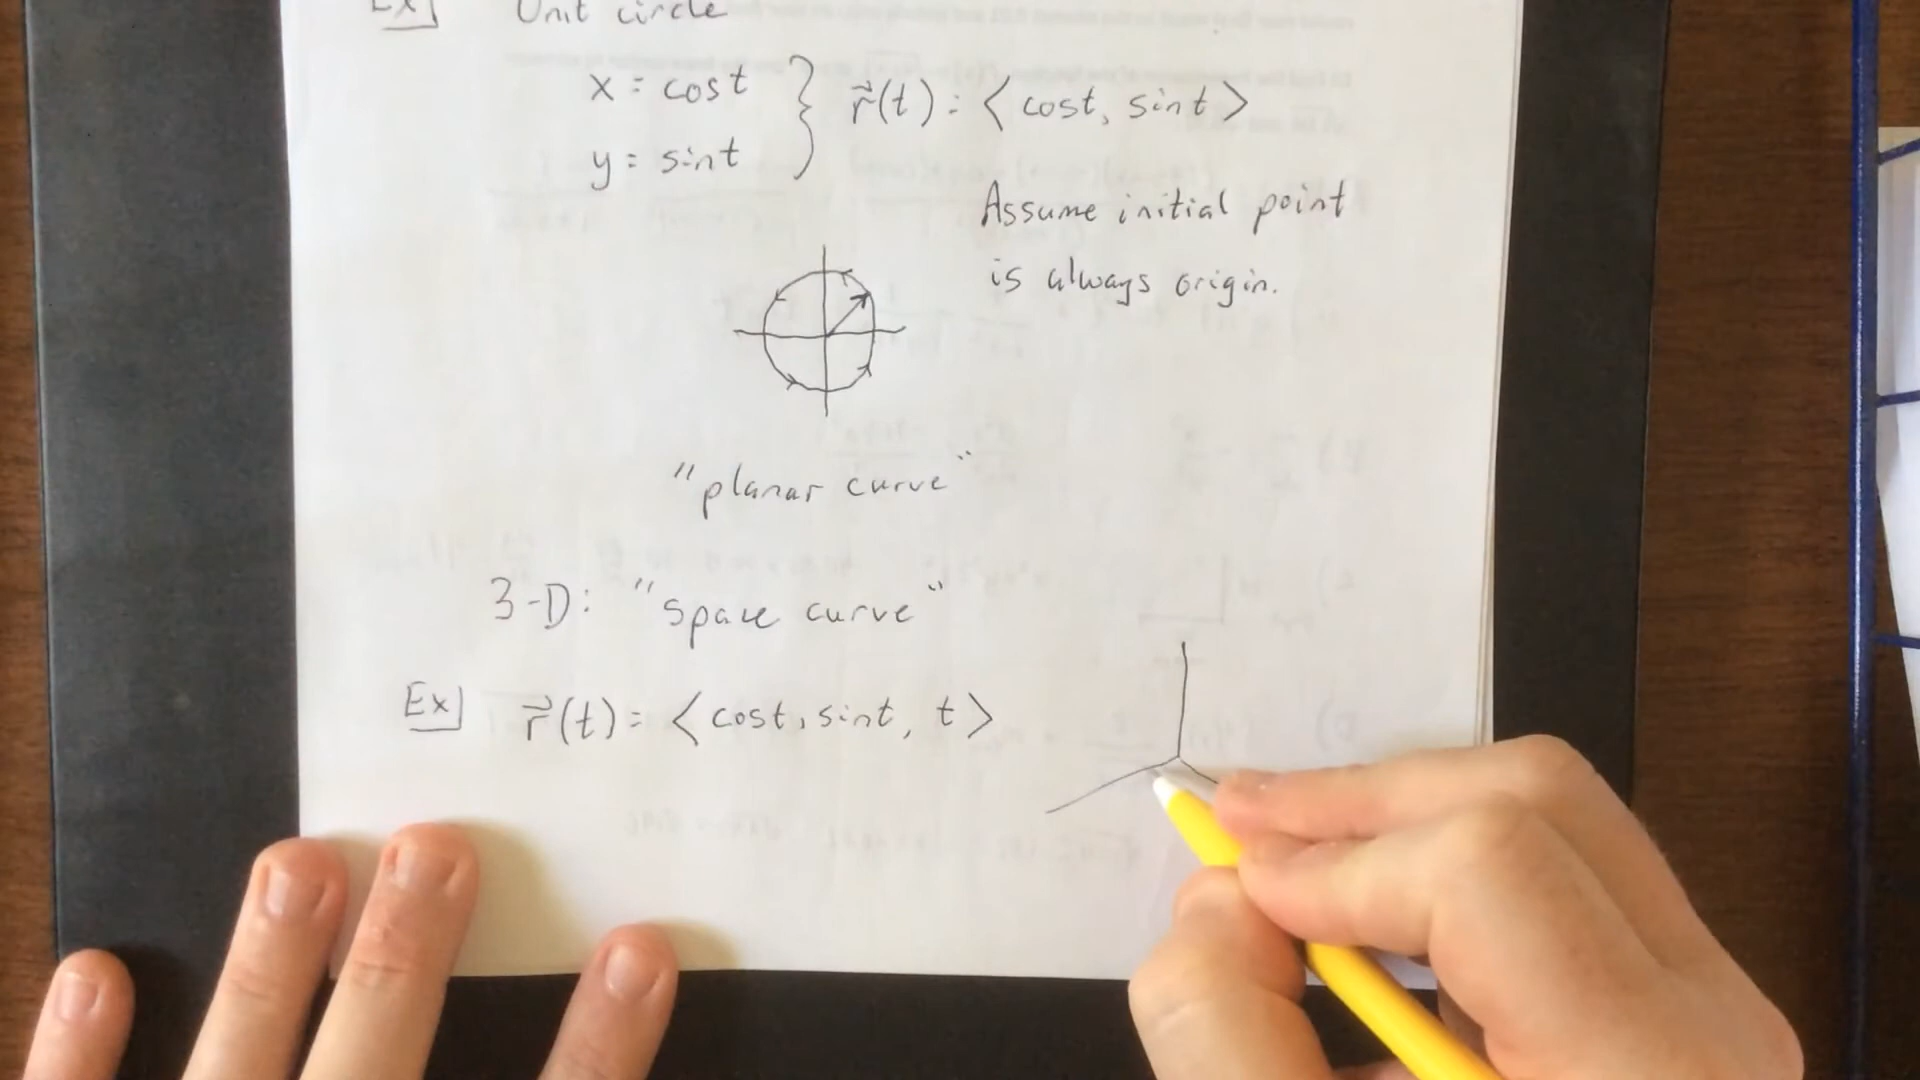 Ex] Unit circle
x = cost
y = sint
} r⃗(t) = < cost, sint >
Assume initial point
is always origin.
"planar curve"
3-D: "space curve"
Ex] r⃗(t) = < cost, sint, t >